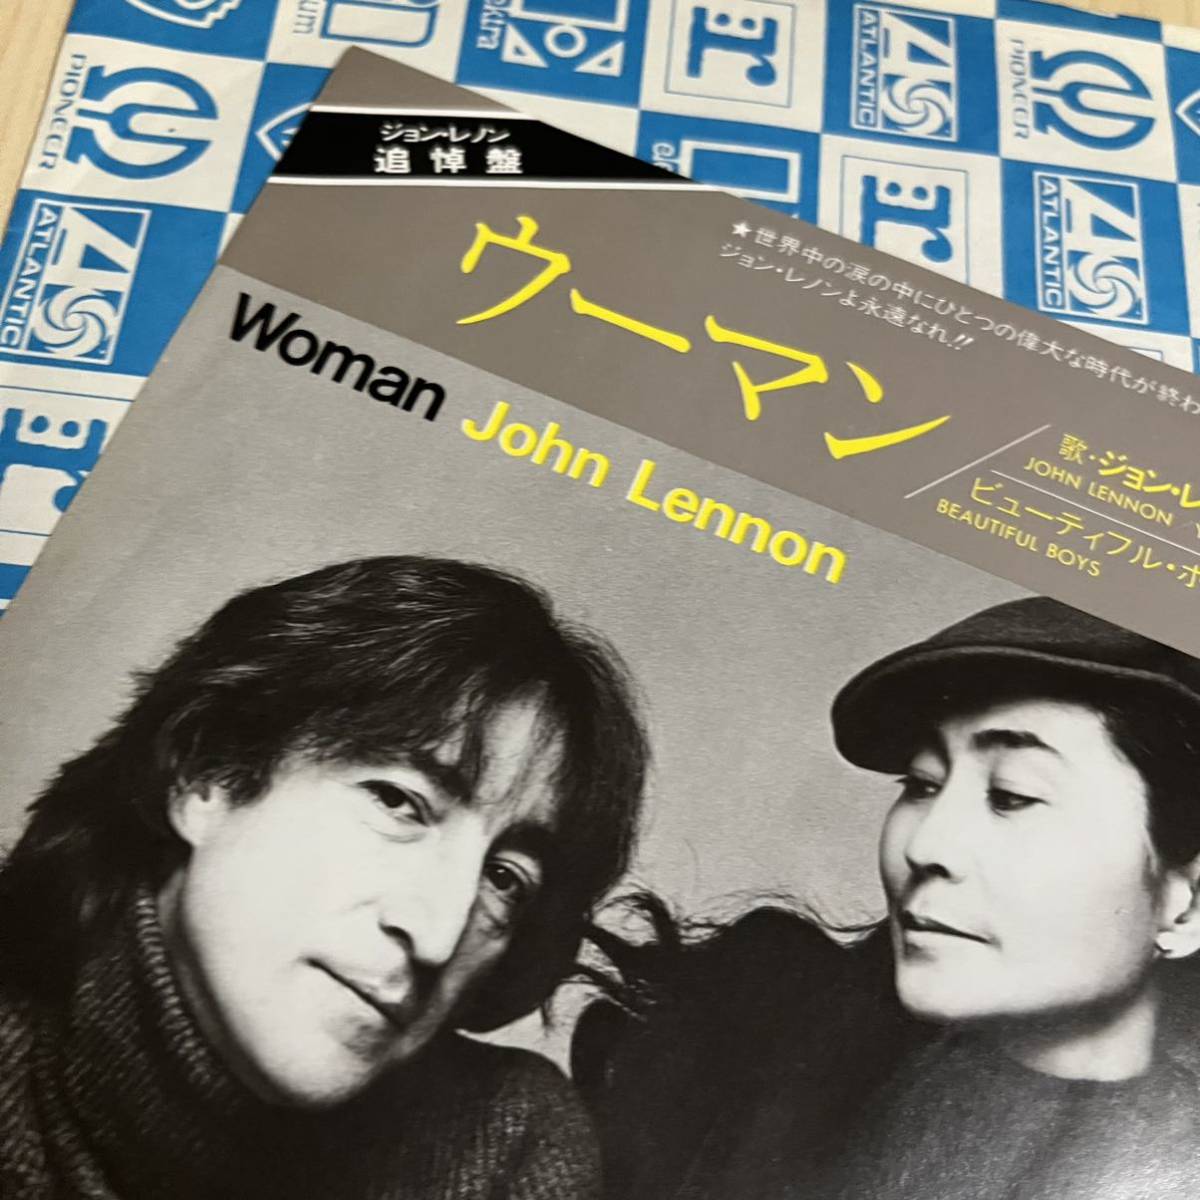 PIONEER
ATLANTIC
ektra
ATLANTIC
PIONEER
ATLANTIC
ジョン・レノン
追悼盤
★世界中の涙の中にひとつの偉大な時代が終わ
ジョン・レノンよ永遠なれ!!
ウーマン
Woman John Lennon
歌・ジョン・レ
JOHN LENNON
ビューティフル・ボ
BEAUTIFUL BOYS